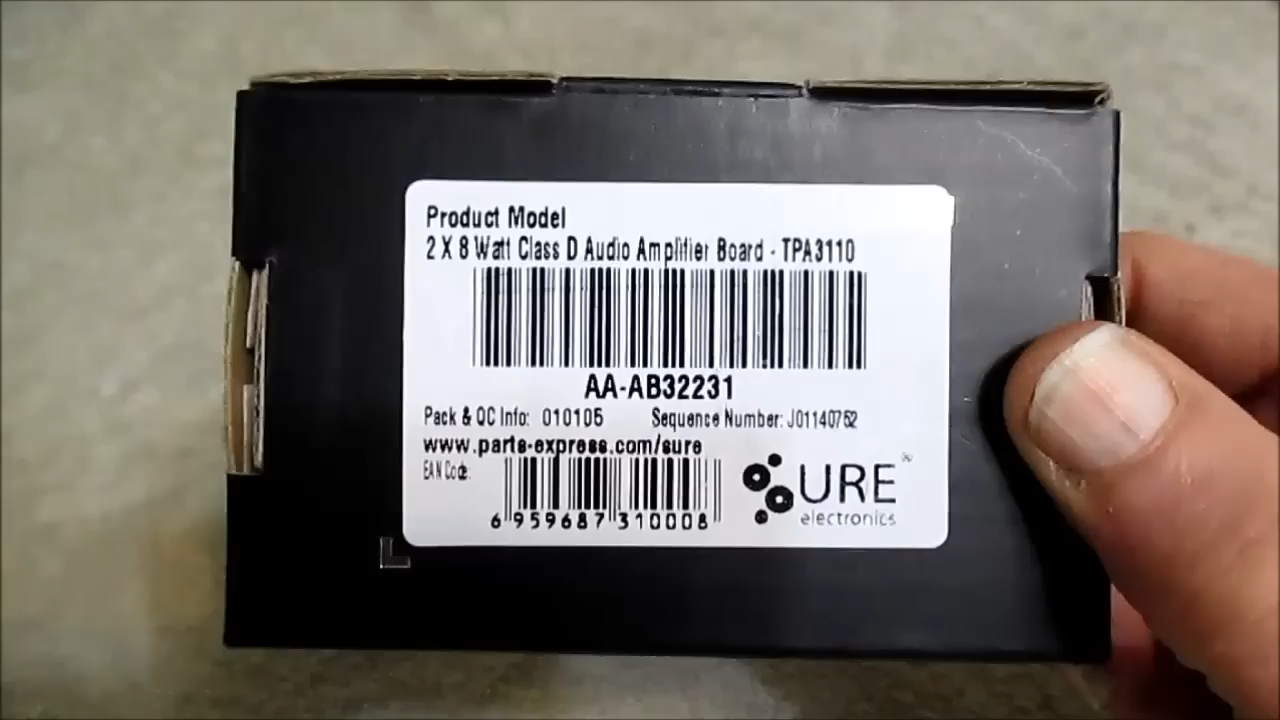 Product Model
2 X 8 Watt Class D Audio Amplifier Board - TPA3110
AA-AB32231
Pack & QC Info: 010105 Sequence Number: J01140752
www.parts-express.com/sure
EAN Code:
6 959687 310008
URE
electronics